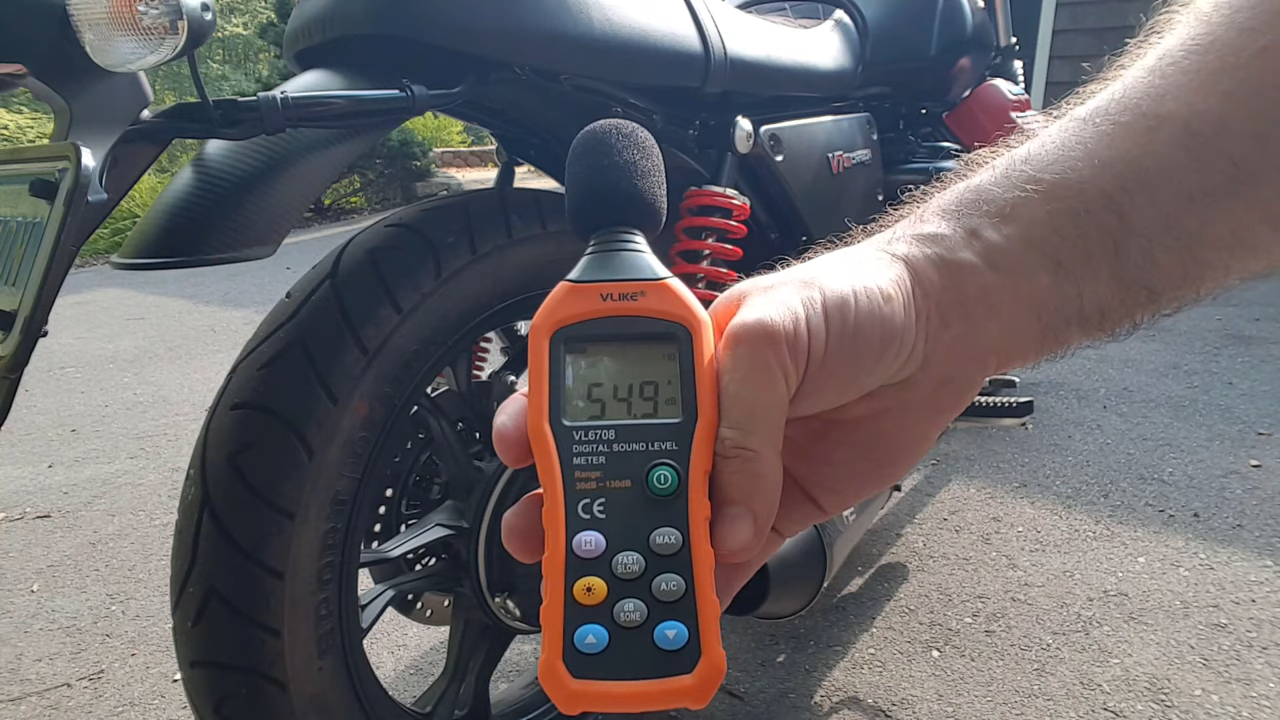 VLIKE®
54.9
dB
VL6708
DIGITAL SOUND LEVEL
METER
Range:
30dB ~ 130dB
CE
H
MAX
FAST
SLOW
A/C
dB
SONE
V7
SPORT